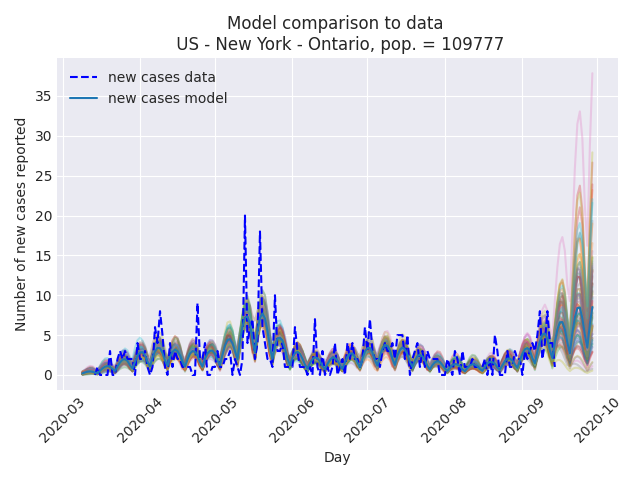 Model comparison to data
US - New York - Ontario, pop. = 109777
new cases data
new cases model
Number of new cases reported
35
30
25
20
15
10
5
0
2020-03
2020-04
2020-05
2020-06
2020-07
2020-08
2020-09
2020-10
Day